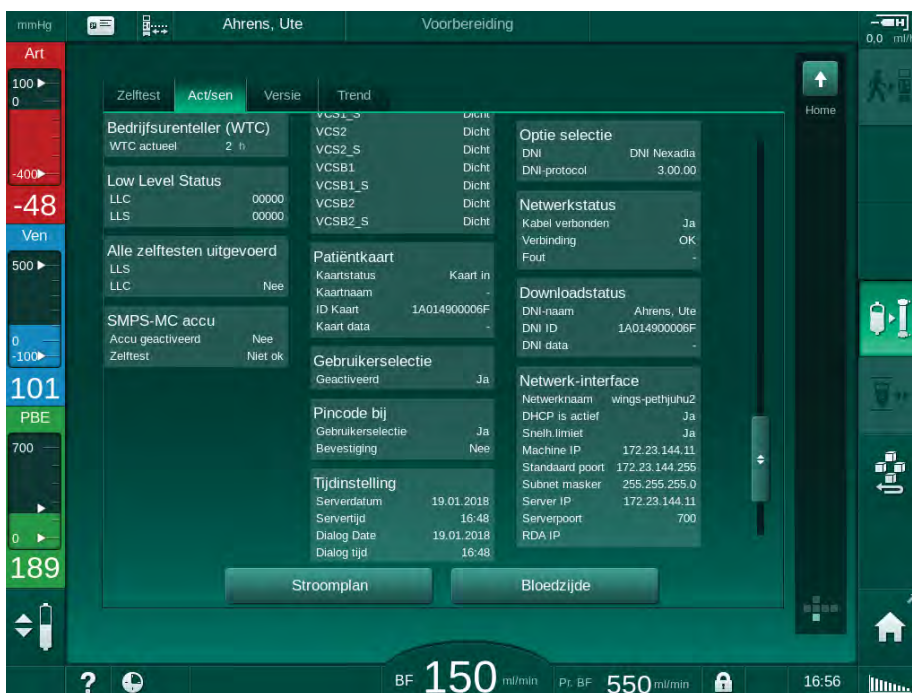 mmHg
Ahrens, Ute
Voorbereiding
0,0 ml/h
Art
100
0
-400
-48
Ven
500
0
-100
101
PBE
700
0
189
Zelftest Act/sen Versie Trend
Home
Bedrijfsurenteller (WTC)
WTC actueel 2 h
Low Level Status
LLC 00000
LLS 00000
Alle zelftesten uitgevoerd
LLS
LLC Nee
SMPS-MC accu
Accu geactiveerd Nee
Zelftest Niet ok
VCS1_S Dicht
VCS2 Dicht
VCS2_S Dicht
VCSB1 Dicht
VCSB1_S Dicht
VCSB2 Dicht
VCSB2_S Dicht
Patiëntkaart
Kaartstatus Kaart in
Kaartnaam -
ID Kaart 1A014900006F
Kaart data -
Gebruikerselectie
Geactiveerd Ja
Pincode bij
Gebruikerselectie Ja
Bevestiging Nee
Tijdinstelling
Serverdatum 19.01.2018
Servertijd 16:48
Dialog Date 19.01.2018
Dialog tijd 16:48
Optie selectie
DNI DNI Nexadia
DNI-protocol 3.00.00
Netwerkstatus
Kabel verbonden Ja
Verbinding OK
Fout -
Downloadstatus
DNI-naam Ahrens, Ute
DNI ID 1A014900006F
DNI data -
Netwerk-interface
Netwerknaam wings-pethjuhu2
DHCP is actief Ja
Snelh.limiet Ja
Machine IP 172.23.144.11
Standaard poort 172.23.144.255
Subnet masker 255.255.255.0
Server IP 172.23.144.11
Serverpoort 700
RDA IP
Stroomplan Bloedzijde
? BF 150 ml/min Pr. BF 550 ml/min 16:56